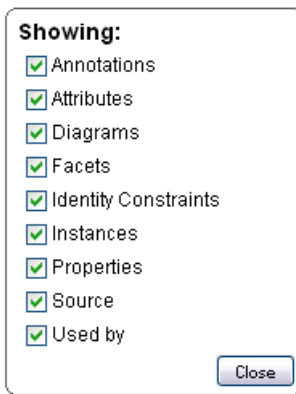 Showing:
Annotations
Attributes
Diagrams
Facets
Identity Constraints
Instances
Properties
Source
Used by
Close